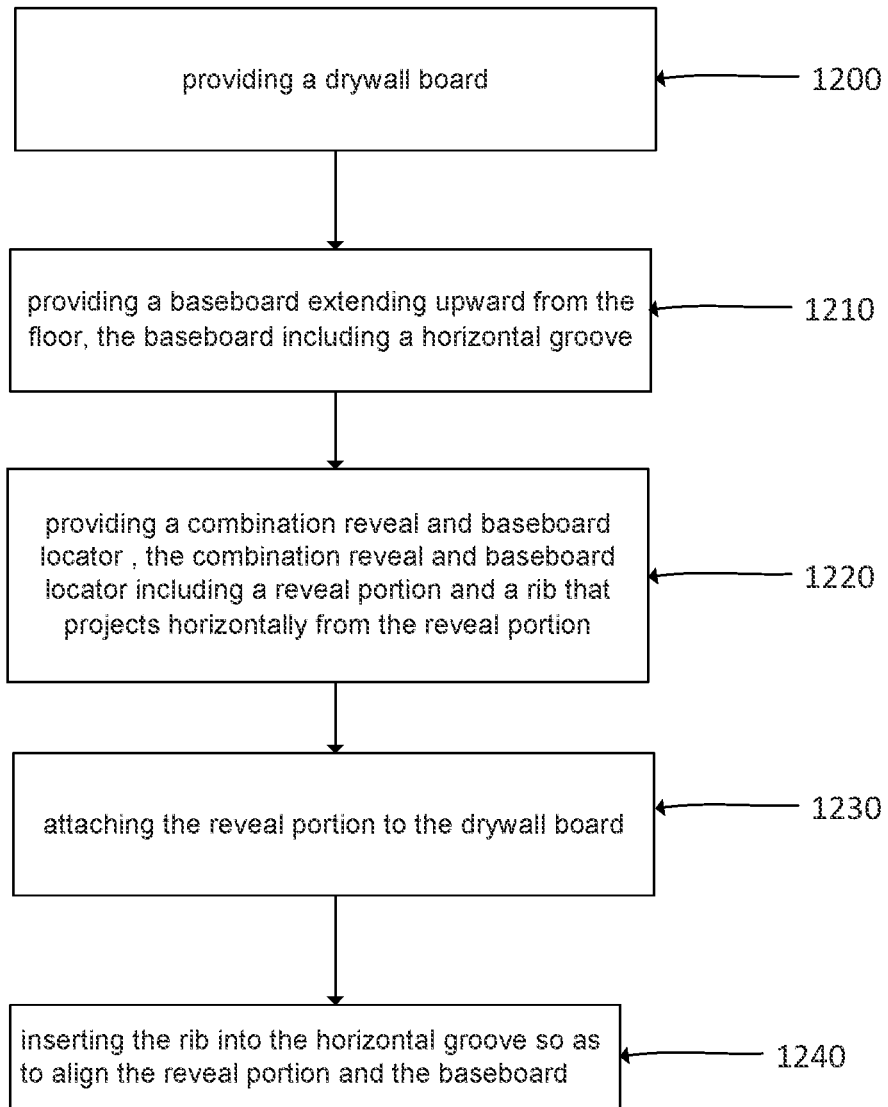 providing a drywall board
1200
providing a baseboard extending upward from the
floor, the baseboard including a horizontal groove
1210
providing a combination reveal and baseboard
locator , the combination reveal and baseboard
locator including a reveal portion and a rib that
projects horizontally from the reveal portion
1220
attaching the reveal portion to the drywall board
1230
inserting the rib into the horizontal groove so as
to align the reveal portion and the baseboard
1240